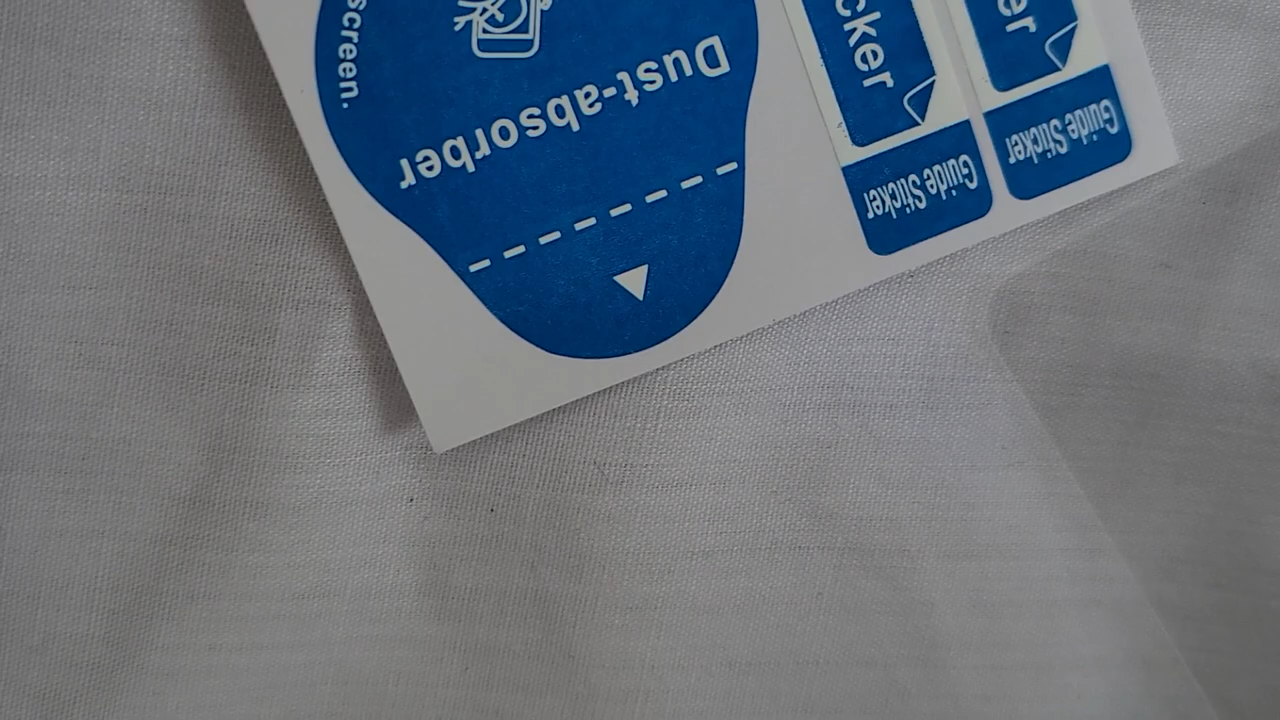 screen.
Dust-absorber
cker
er
Guide Sticker
Guide Sticker